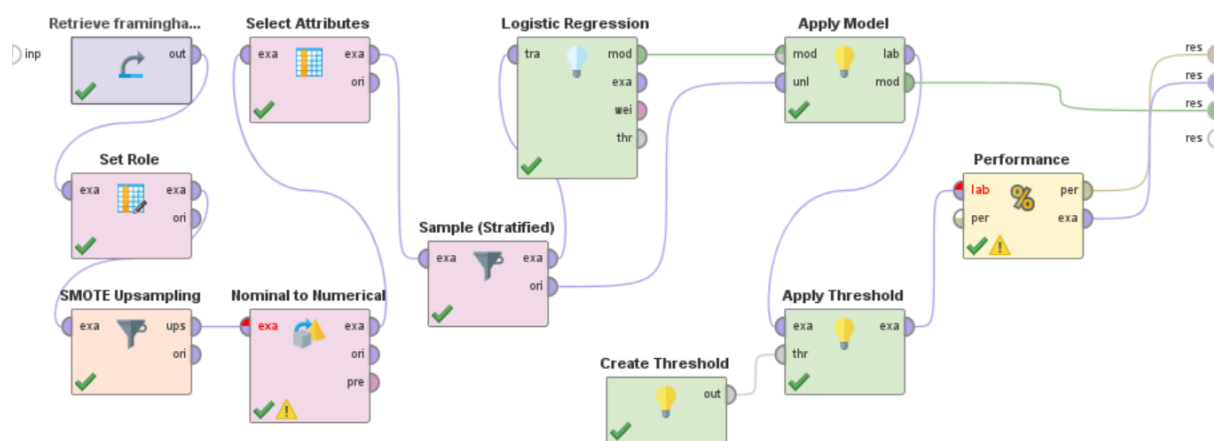 Retrieve framingha...
inp
out
Select Attributes
exa exa
ori
Logistic Regression
tra mod
exa
wei
thr
Apply Model
mod lab
unl mod
res
res
res
res
Set Role
exa exa
ori
Sample (Stratified)
exa exa
ori
Performance
lab per
per exa
%
SMOTE Upsampling
exa ups
ori
Nominal to Numerical
exa exa
ori
pre
Apply Threshold
exa exa
thr
Create Threshold
out